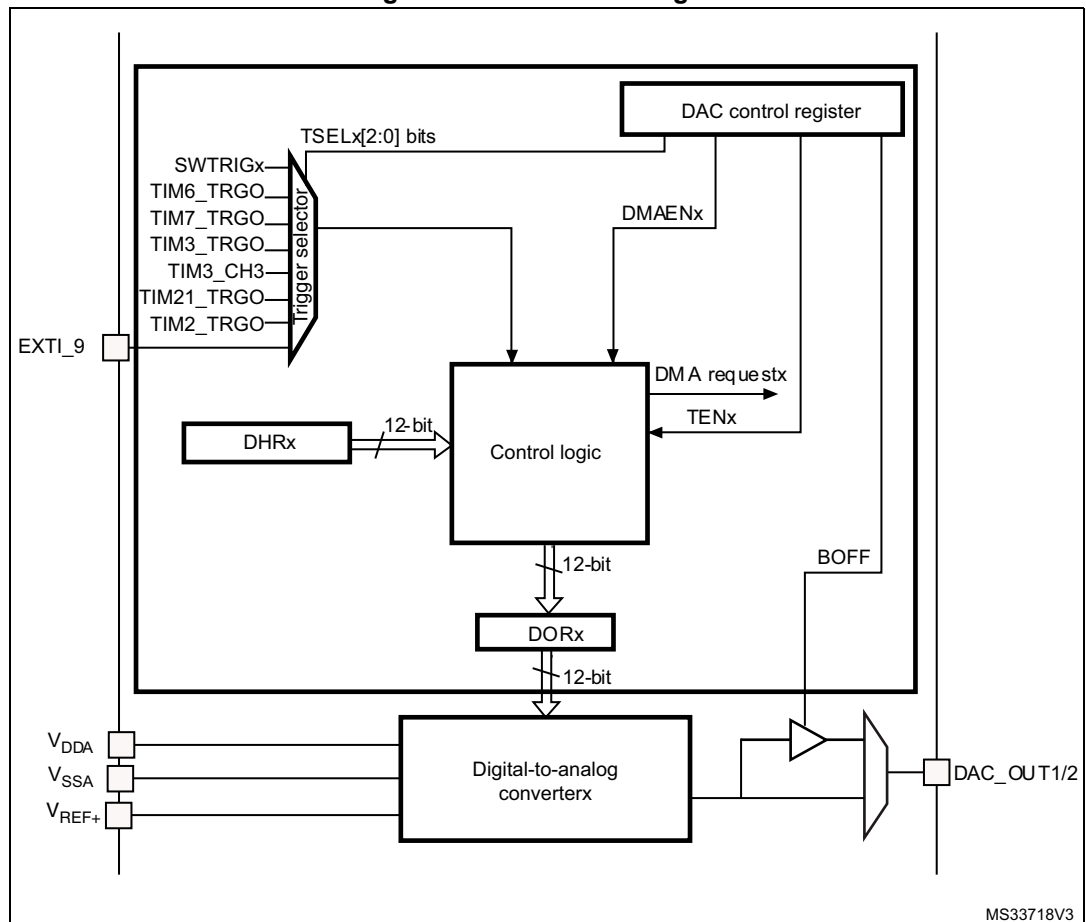 DAC control register
TSELx[2:0] bits
SWTRIGx
TIM6_TRGO
TIM7_TRGO
TIM3_TRGO
TIM3_CH3
TIM21_TRGO
TIM2_TRGO
Trigger selector
DMAENx
EXTI_9
DMA requestx
TENx
DHRx
12-bit
Control logic
12-bit
BOFF
DORx
12-bit
VDDA
VSSA
VREF+
Digital-to-analog
converterx
DAC_OUT1/2
MS33718V3